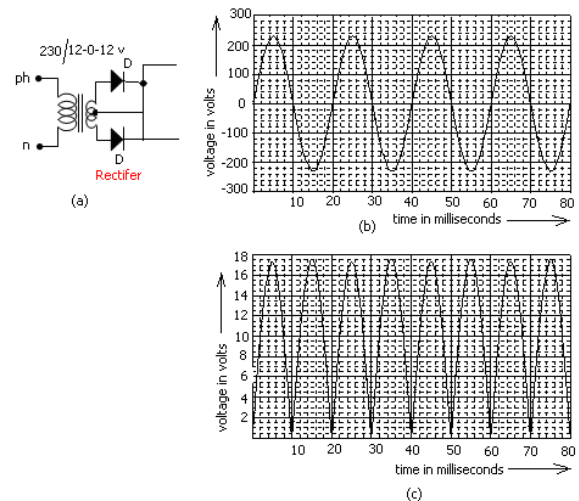 (a)
230/12-0-12 v
D
ph
n
D
Rectifer
(b)
voltage in volts
300
200
100
0
-100
-200
-300
10 20 30 40 50 60 70 80
time in milliseconds
(c)
voltage in volts
18
16
14
12
10
8
6
4
2
10 20 30 40 50 60 70 80
time in milliseconds